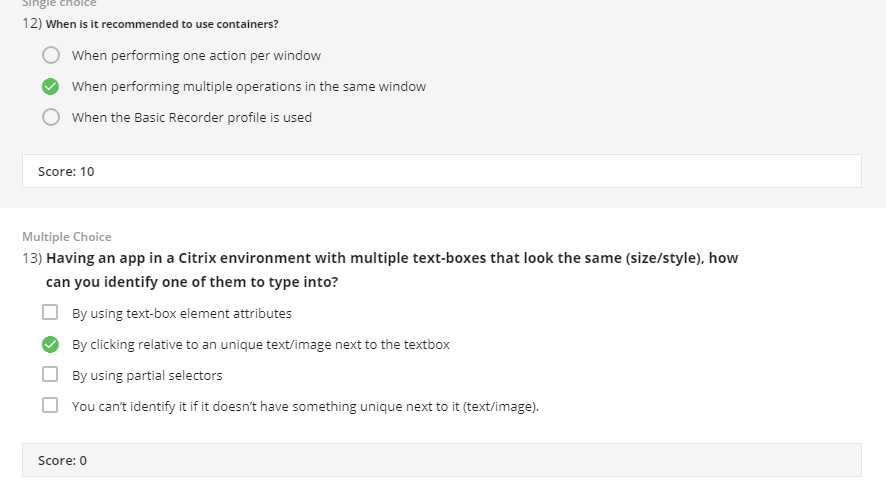 Single choice
12) When is it recommended to use containers?
When performing one action per window
When performing multiple operations in the same window
When the Basic Recorder profile is used
Score: 10
Multiple Choice
13) Having an app in a Citrix environment with multiple text-boxes that look the same (size/style), how
can you identify one of them to type into?
By using text-box element attributes
By clicking relative to an unique text/image next to the textbox
By using partial selectors
You can’t identify it if it doesn’t have something unique next to it (text/image).
Score: 0